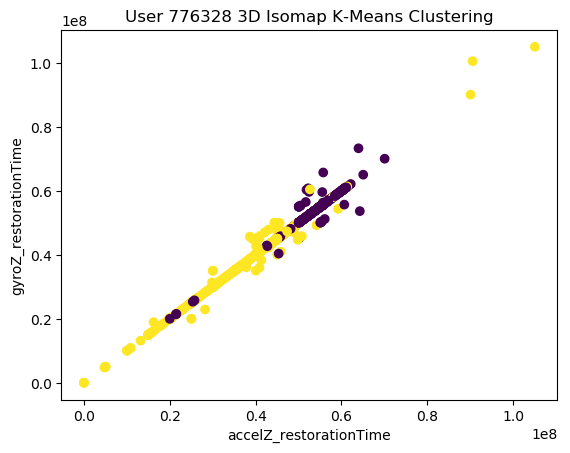 User 776328 3D Isomap K-Means Clustering
1e8
1.0
0.8
0.6
0.4
0.2
0.0
gyroZ_restorationTime
0.0 0.2 0.4 0.6 0.8 1.0
accelZ_restorationTime
1e8